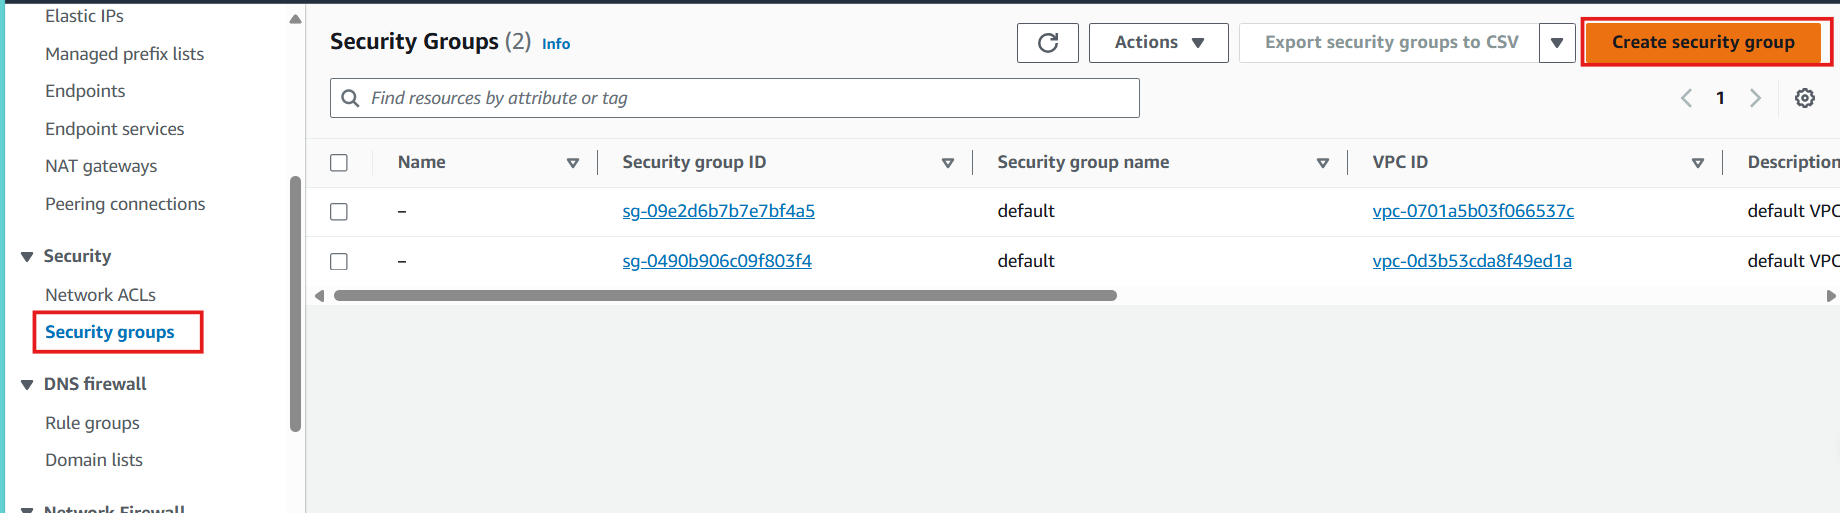 Elastic IPs
Managed prefix lists
Endpoints
Endpoint services
NAT gateways
Peering connections
Security
Network ACLs
Security groups
DNS firewall
Rule groups
Domain lists
Network Firewall
Security Groups (2) Info
Actions
Export security groups to CSV
Create security group
Find resources by attribute or tag
1
Name Security group ID Security group name VPC ID Description
– sg-09e2d6b7b7e7bf4a5 default vpc-0701a5b03f066537c default VPC
– sg-0490b906c09f803f4 default vpc-0d3b53cda8f49ed1a default VPC